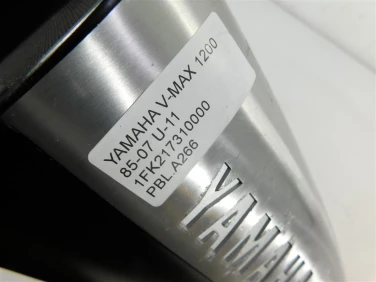 YAMAHA V-MAX 1200
85-07 U-11
1FK217310000
PBL.A266
YAMAHA